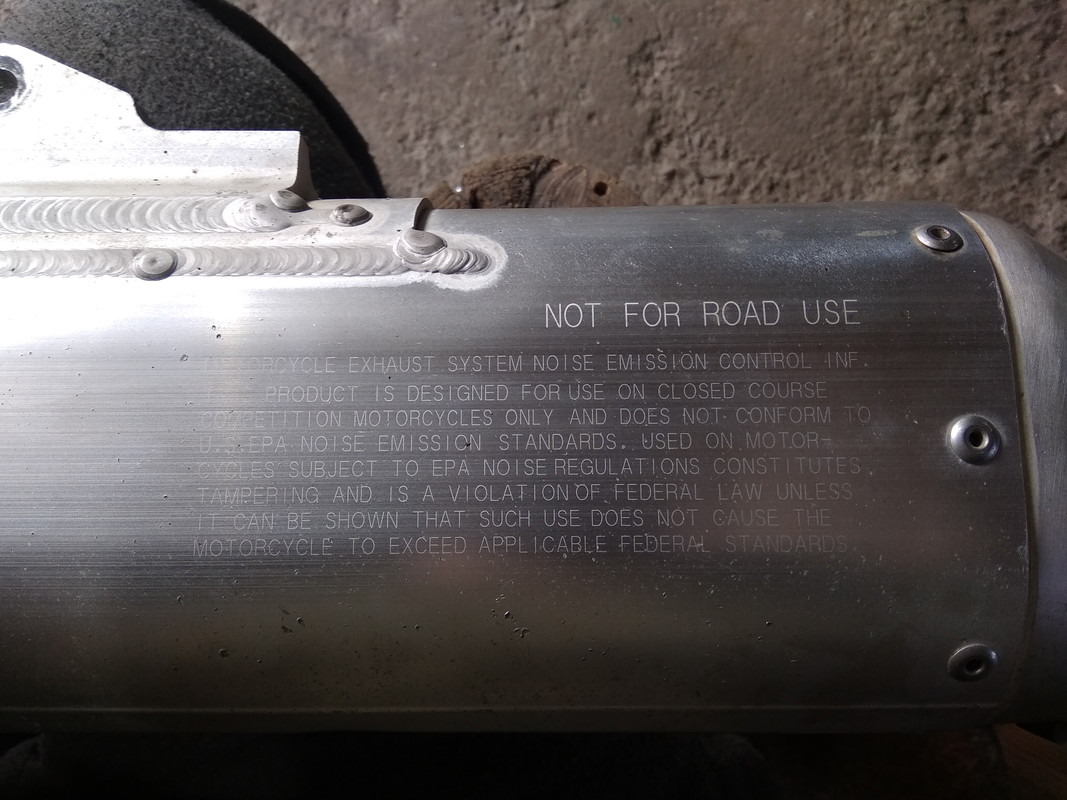 NOT FOR ROAD USE
MOTORCYCLE EXHAUST SYSTEM NOISE EMISSION CONTROL INF.
PRODUCT IS DESIGNED FOR USE ON CLOSED COURSE
COMPETITION MOTORCYCLES ONLY AND DOES NOT CONFORM TO
U.S. EPA NOISE EMISSION STANDARDS. USED ON MOTOR-
CYCLES SUBJECT TO EPA NOISE REGULATIONS CONSTITUTES
TAMPERING AND IS A VIOLATION OF FEDERAL LAW UNLESS
IT CAN BE SHOWN THAT SUCH USE DOES NOT CAUSE THE
MOTORCYCLE TO EXCEED APPLICABLE FEDERAL STANDARDS.